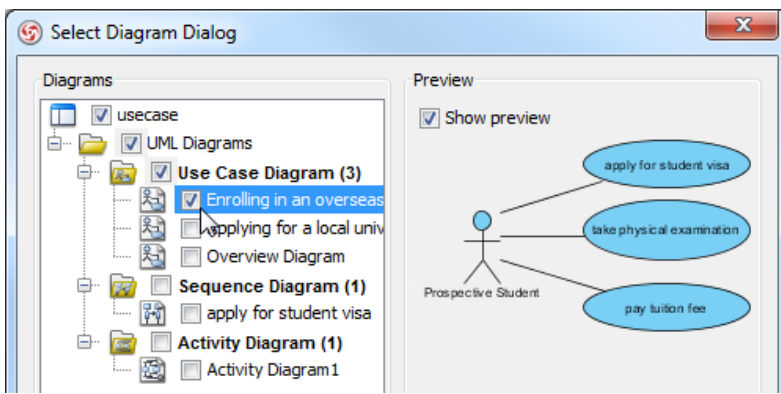 Select Diagram Dialog
Diagrams
usecase
UML Diagrams
Use Case Diagram (3)
Enrolling in an overseas
Applying for a local univ
Overview Diagram
Sequence Diagram (1)
apply for student visa
Activity Diagram (1)
Activity Diagram1
Preview
Show preview
apply for student visa
take physical examination
Prospective Student
pay tuition fee